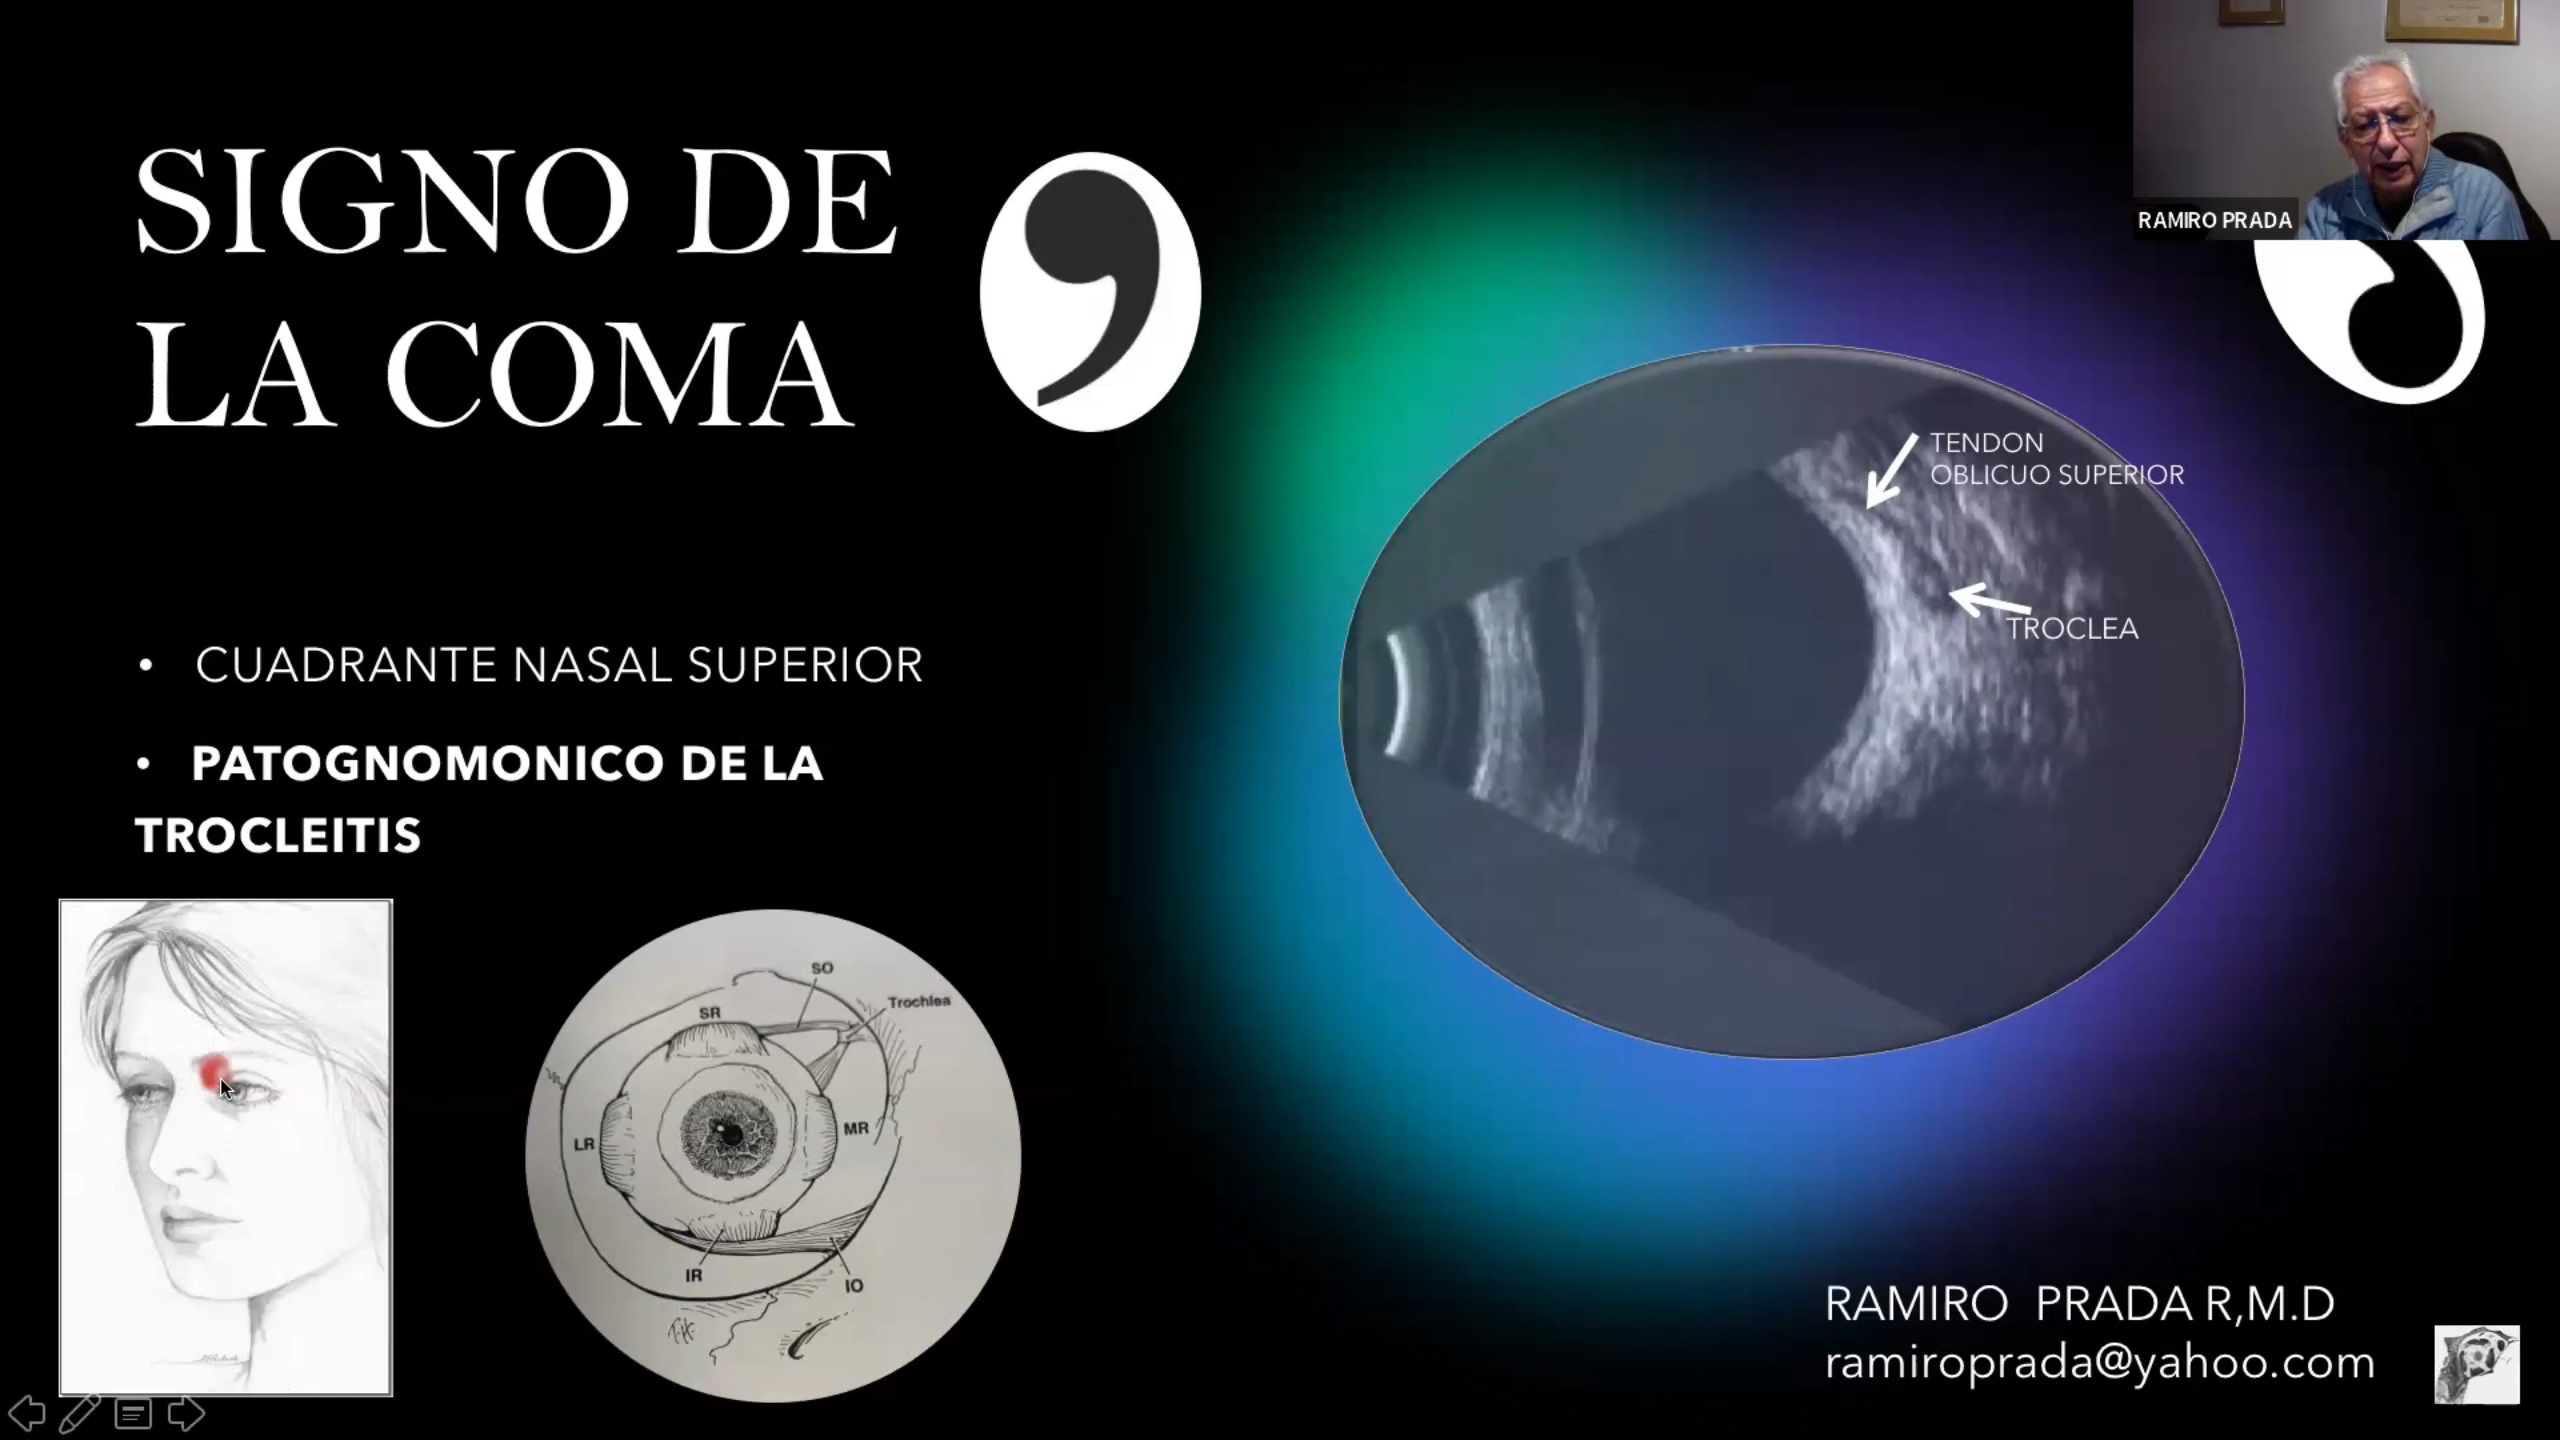 SIGNO DE
LA COMA
• CUADRANTE NASAL SUPERIOR
• PATOGNOMONICO DE LA
TROCLEITIS
RAMIRO PRADA
TENDON
OBLICUO SUPERIOR
TROCLEA
SO
Trochlea
SR
LR
MR
IR
IO
RAMIRO PRADA R,M.D
ramiroprada@yahoo.com